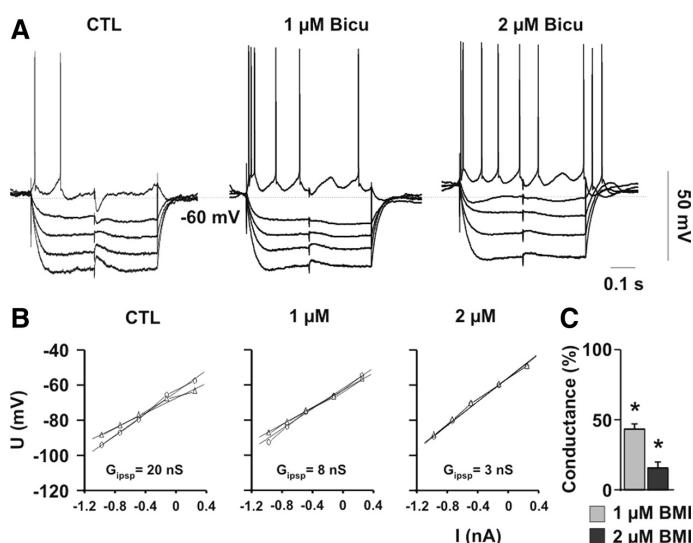 A
CTL
1 µM Bicu
2 µM Bicu
-60 mV
50 mV
0.1 s
B
CTL
1 µM
2 µM
C
U (mV)
-40
-60
-80
-100
-120
Gipsp= 20 nS
Gipsp= 8 nS
Gipsp= 3 nS
-1.2 -0.8 -0.4 0 0.4
-1.2 -0.8 -0.4 0 0.4
-1.2 -0.8 -0.4 0 0.4
I (nA)
Conductance (%)
100
50
0
*
*
1 µM BMI
2 µM BMI